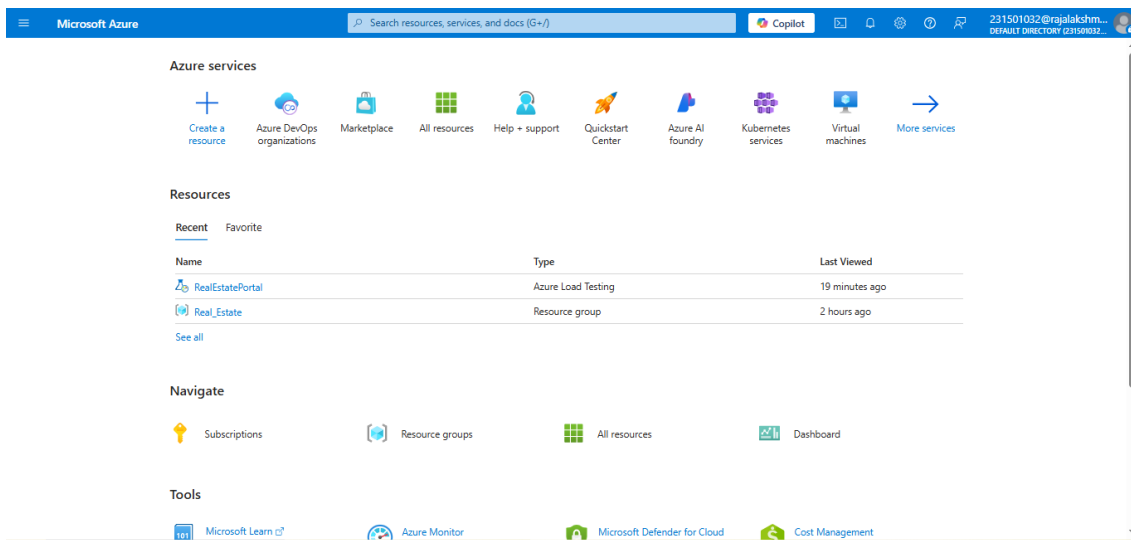 Microsoft Azure
Search resources, services, and docs (G+/)
Copilot
231501032@rajalakshm...
DEFAULT DIRECTORY (231501032...
Azure services
Create a resource
Azure DevOps organizations
Marketplace
All resources
Help + support
Quickstart Center
Azure AI foundry
Kubernetes services
Virtual machines
More services
Resources
Recent Favorite
Name Type Last Viewed
RealEstatePortal Azure Load Testing 19 minutes ago
Real_Estate Resource group 2 hours ago
See all
Navigate
Subscriptions Resource groups All resources Dashboard
Tools
101 Microsoft Learn Azure Monitor Microsoft Defender for Cloud Cost Management